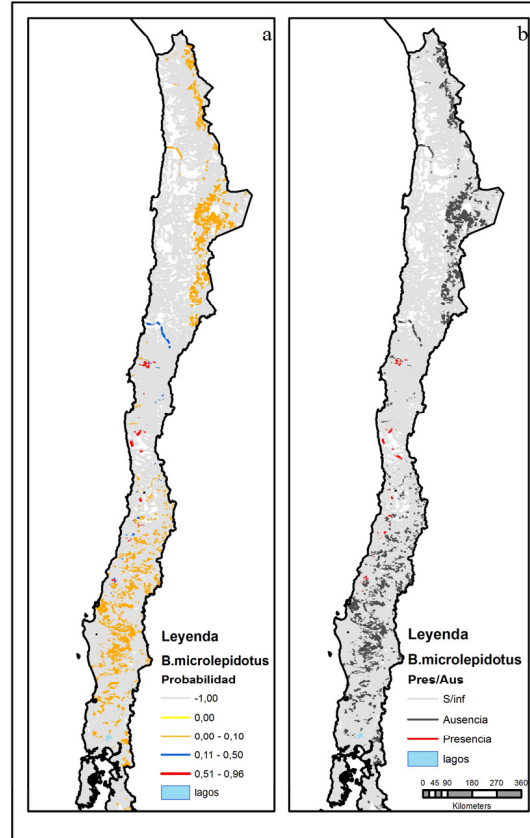 a
Leyenda
B.microlepidotus
Probabilidad
-1,00
0,00
0,00 - 0,10
0,11 - 0,50
0,51 - 0,96
lagos
b
Leyenda
B.microlepidotus
Pres/Aus
S/inf
Ausencia
Presencia
lagos
0 45 90 180 270 360
Kilometers